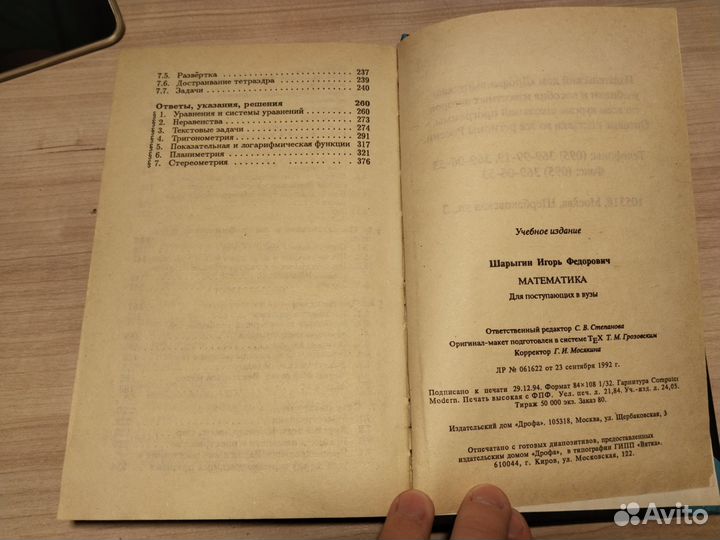 7.5. Развёртка 237
7.6. Достраивание тетраэдра 239
7.7. Задачи 240
Ответы, указания, решения 260
1. Уравнения и системы уравнений 260
2. Неравенства 273
3. Текстовые задачи 274
4. Тригонометрия 291
5. Показательная и логарифмическая функции 317
6. Планиметрия 321
7. Стереометрия 376
Учебное издание
Шарыгин Игорь Федорович
МАТЕМАТИКА
Для поступающих в вузы
Ответственный редактор С. В. Степанова
Оригинал-макет подготовлен в системе TEX Т. М. Грозовским
Корректор Г. И. Мосякина
ЛР № 061622 от 23 сентября 1992 г.
Подписано к печати 29.12.94. Формат 84×108 1/32. Гарнитура Computer
Modern. Печать высокая с ФПФ. Усл. печ. л. 21,84. Уч.-изд. л. 24,05.
Тираж 50 000 экз. Заказ 80.
Издательский дом «Дрофа». 105318, Москва, ул. Щербаковская, 3
Отпечатано с готовых диапозитивов, предоставленных
издательским домом «Дрофа», в типографии ГИПП «Вятка».
610044, г. Киров, ул. Московская, 122.
Avito